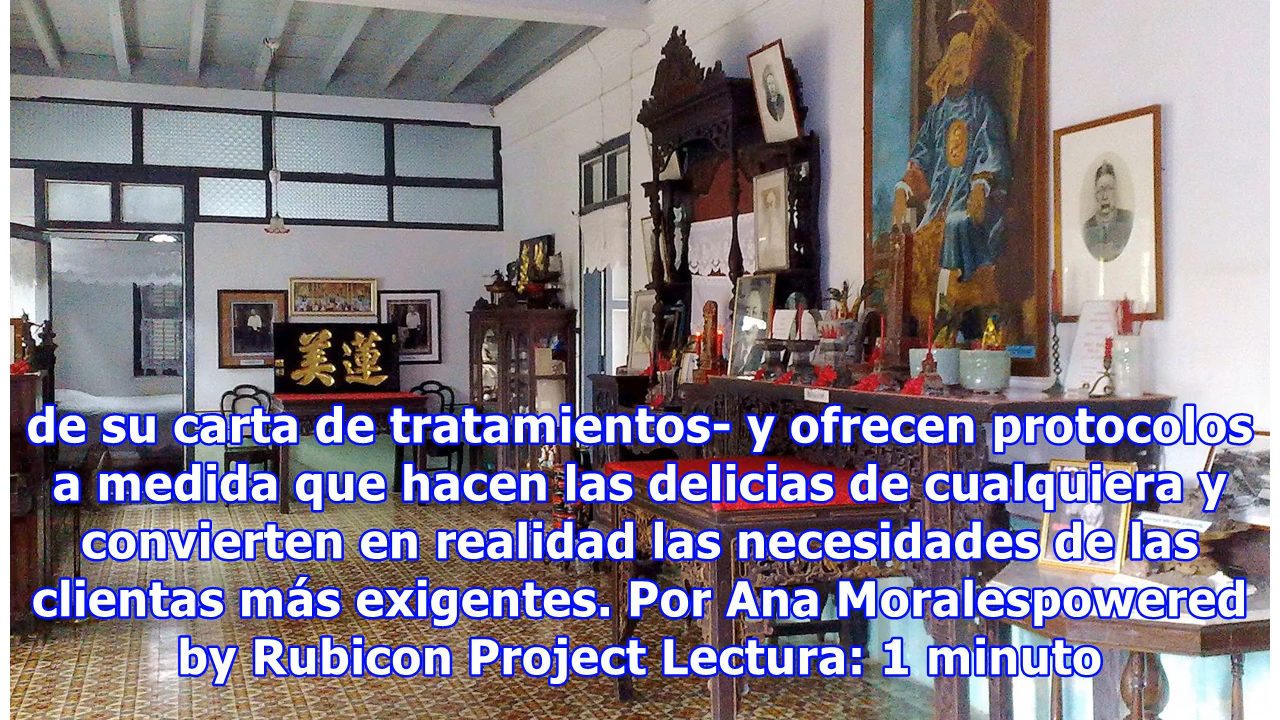 美蓮
de su carta de tratamientos- y ofrecen protocolos
a medida que hacen las delicias de cualquiera y
convierten en realidad las necesidades de las
clientas más exigentes. Por Ana Moralespowered
by Rubicon Project Lectura: 1 minuto